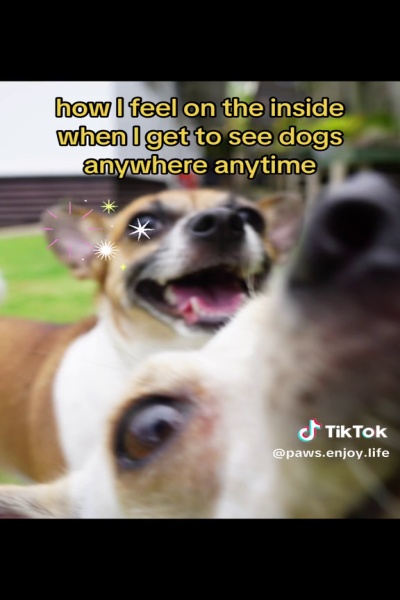 how I feel on the inside
when I get to see dogs
anywhere anytime
TikTok
@paws.enjoy.life